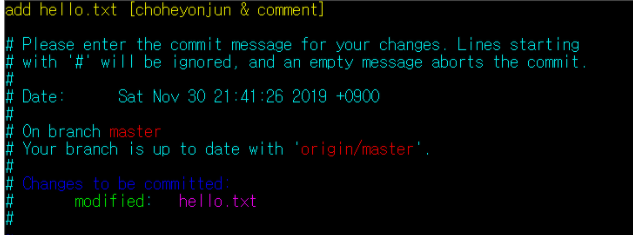 add hello.txt [choheyonjun & comment]
# Please enter the commit message for your changes. Lines starting
# with '#' will be ignored, and an empty message aborts the commit.
#
# Date:      Sat Nov 30 21:41:26 2019 +0900
#
# On branch master
# Your branch is up to date with 'origin/master'.
#
# Changes to be committed:
#       modified:   hello.txt
#